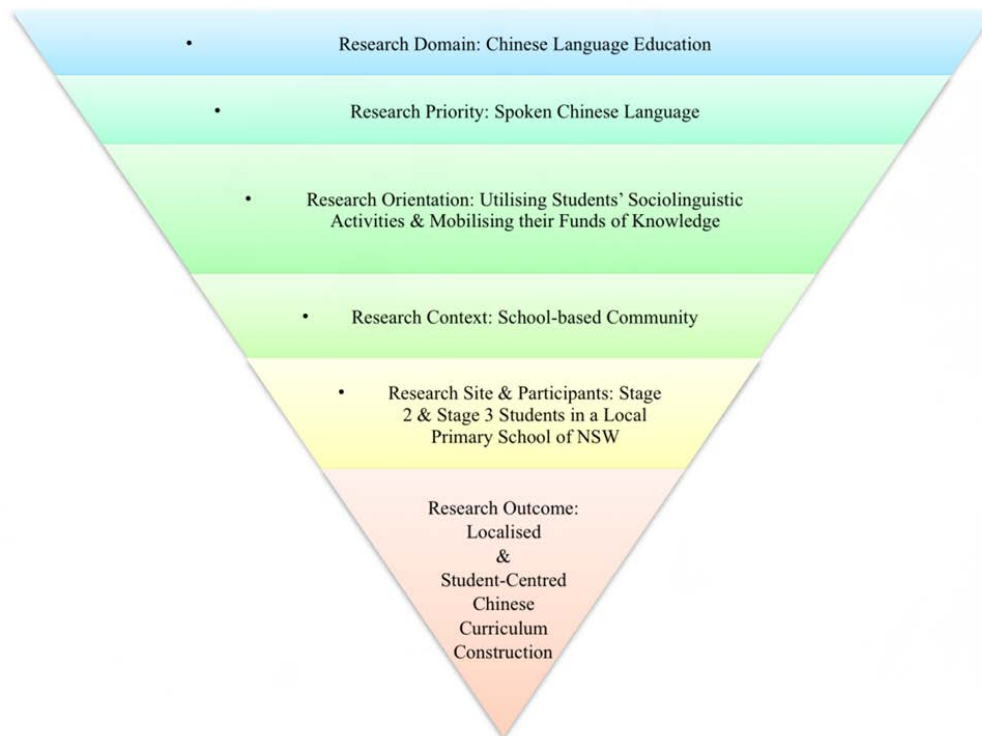 • Research Domain: Chinese Language Education
• Research Priority: Spoken Chinese Language
• Research Orientation: Utilising Students’ Sociolinguistic
Activities & Mobilising their Funds of Knowledge
• Research Context: School-based Community
• Research Site & Participants: Stage
2 & Stage 3 Students in a Local
Primary School of NSW
Research Outcome:
Localised
&
Student-Centred
Chinese
Curriculum
Construction